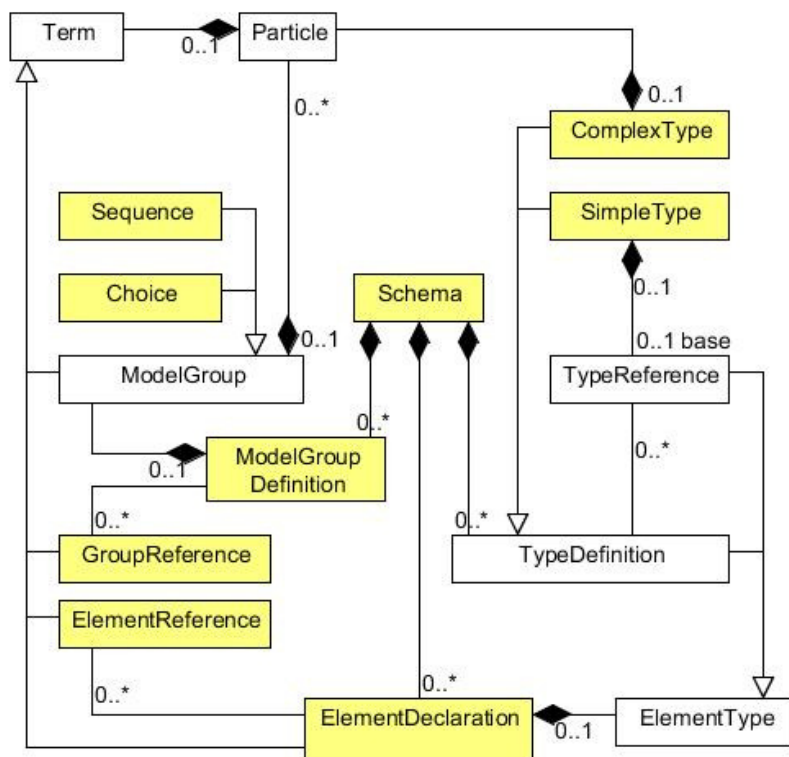 Term
Particle
0..1
0..*
0..1
ComplexType
Sequence
SimpleType
Choice
Schema
0..1
0..1
0..1 base
ModelGroup
TypeReference
0..*
0..*
0..1
ModelGroup
Definition
0..*
0..*
GroupReference
TypeDefinition
ElementReference
0..*
0..*
ElementDeclaration
0..1
ElementType